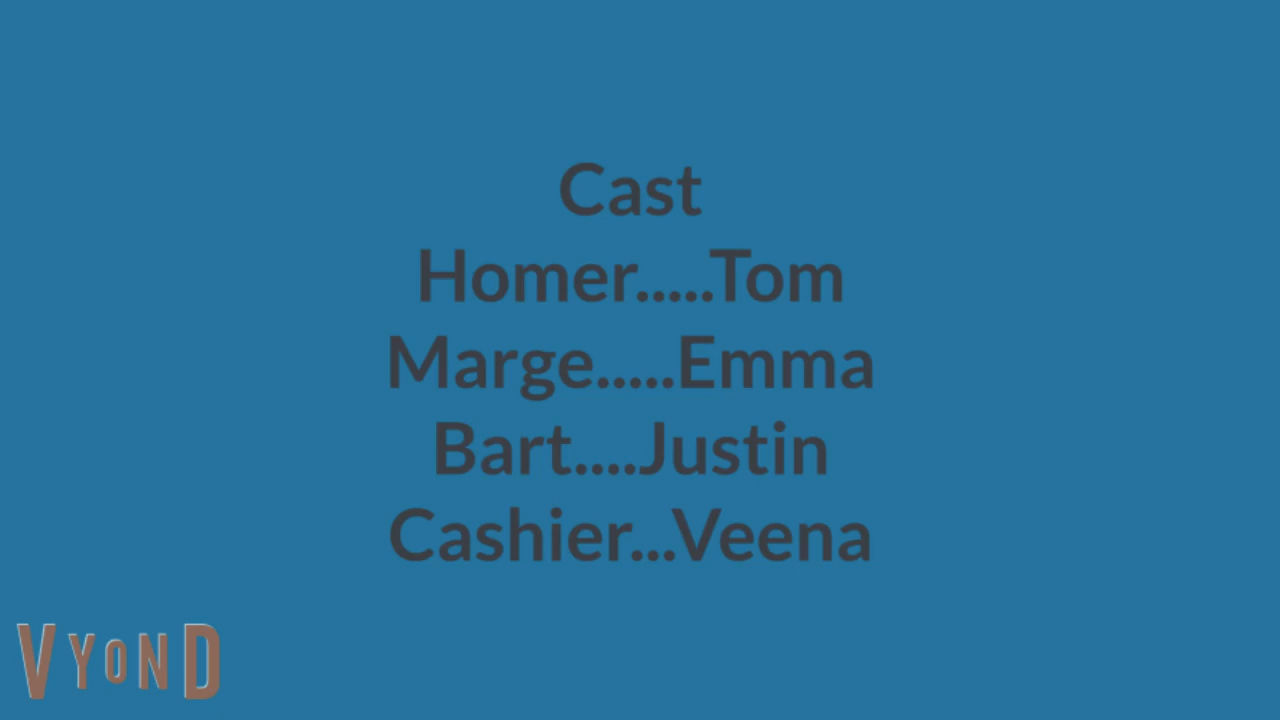 Cast
Homer.....Tom
Marge.....Emma
Bart....Justin
Cashier...Veena
VYOND